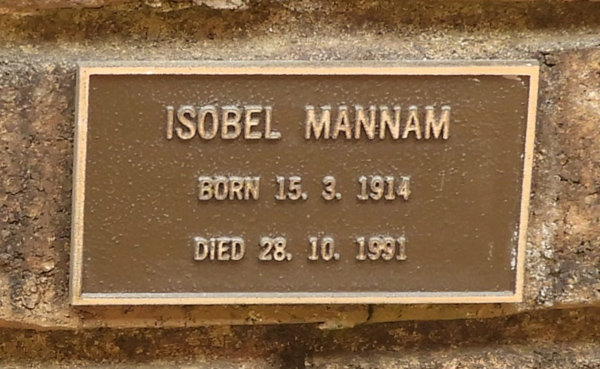 ISOBEL MANNAM
BORN 15. 3. 1914
DIED 28. 10. 1991